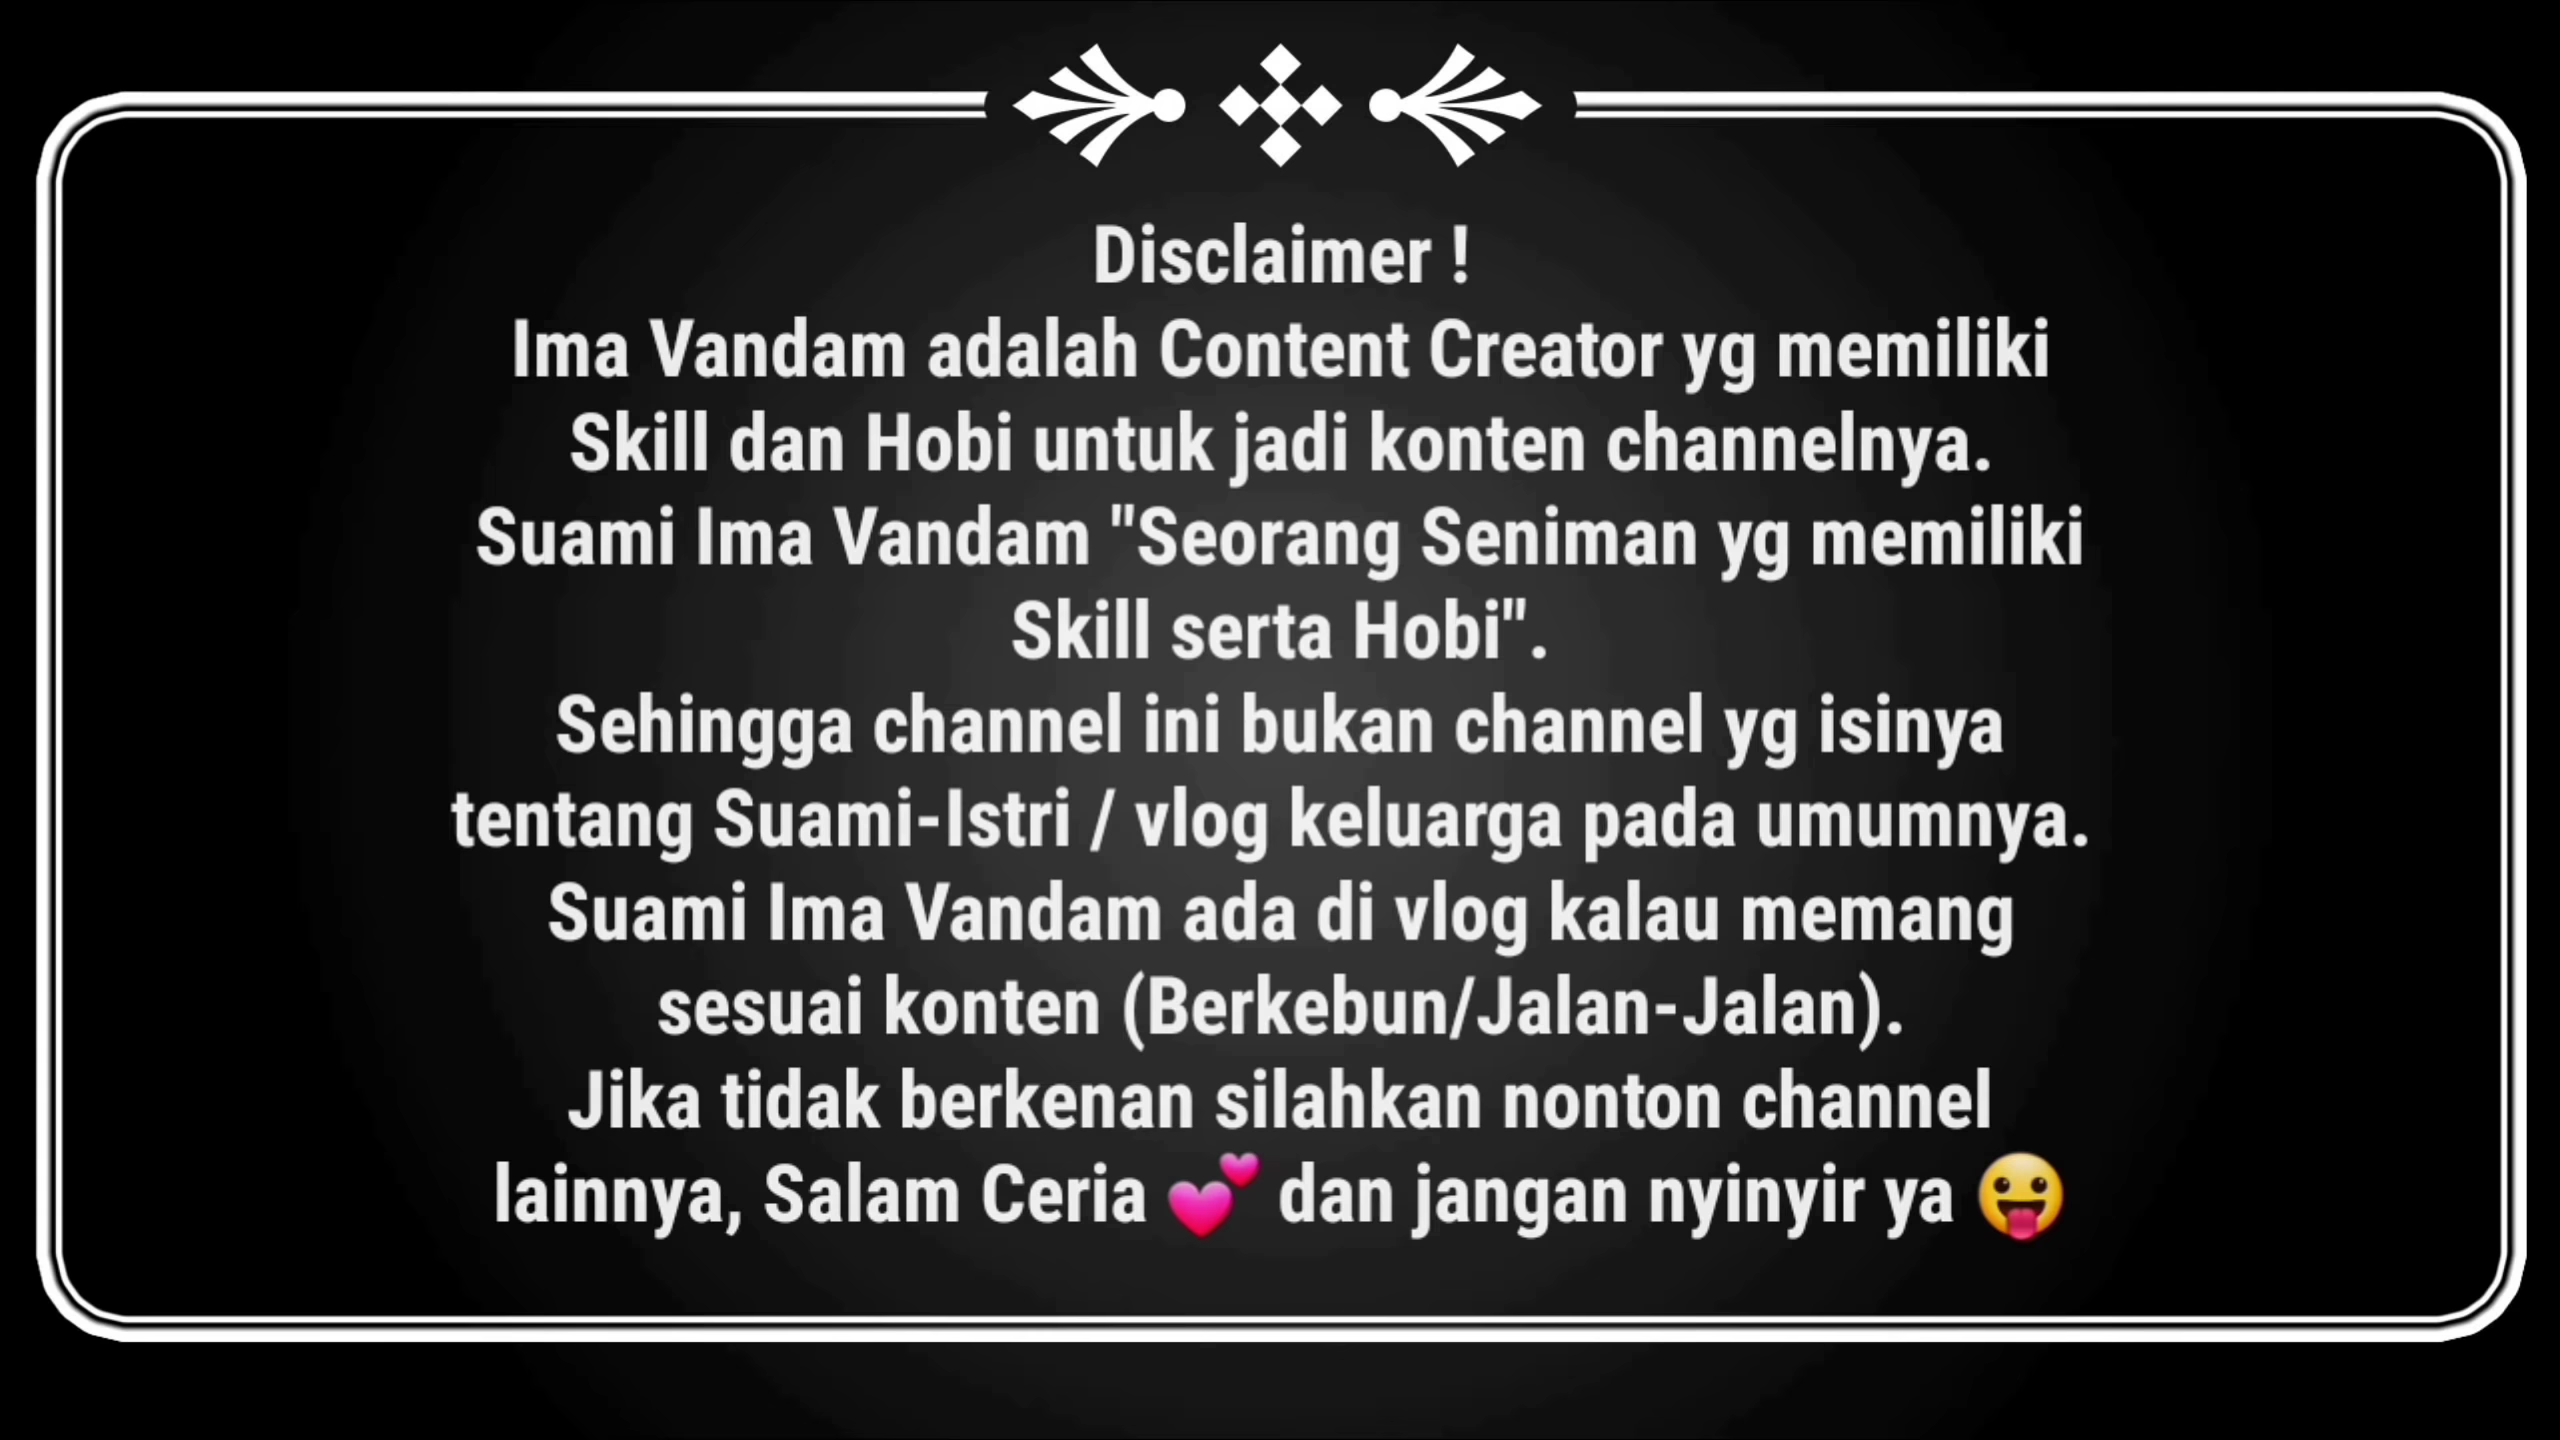 Disclaimer !
Ima Vandam adalah Content Creator yg memiliki
Skill dan Hobi untuk jadi konten channelnya.
Suami Ima Vandam "Seorang Seniman yg memiliki
Skill serta Hobi".
Sehingga channel ini bukan channel yg isinya
tentang Suami-Istri / vlog keluarga pada umumnya.
Suami Ima Vandam ada di vlog kalau memang
sesuai konten (Berkebun/Jalan-Jalan).
Jika tidak berkenan silahkan nonton channel
lainnya, Salam Ceria 💕 dan jangan nyinyir ya 😛